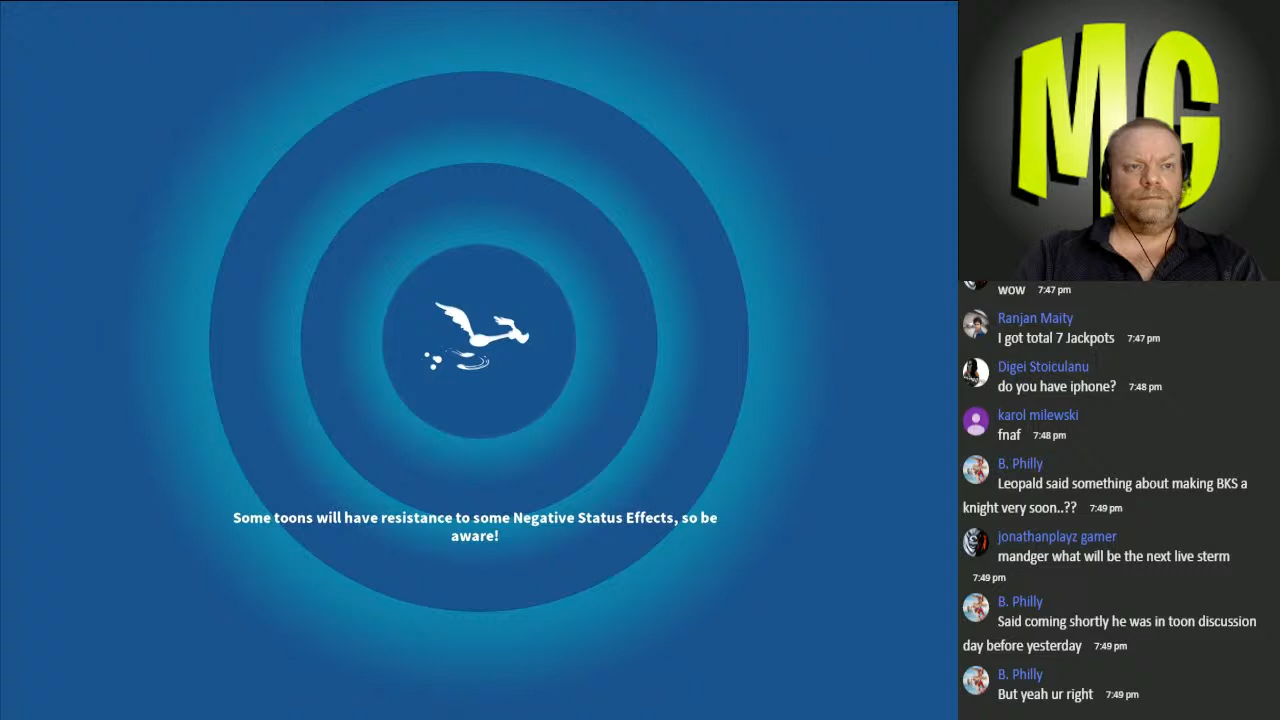 Some toons will have resistance to some Negative Status Effects, so be
aware!
MG
wow 7:47 pm
Ranjan Maity
I got total 7 Jackpots 7:47 pm
Digei Stoiculanu
do you have iphone? 7:48 pm
karol milewski
fnaf 7:48 pm
B. Philly
Leopald said something about making BKS a
knight very soon..?? 7:49 pm
jonathanplayz gamer
mandger what will be the next live sterm
7:49 pm
B. Philly
Said coming shortly he was in toon discussion
day before yesterday 7:49 pm
B. Philly
But yeah ur right 7:49 pm